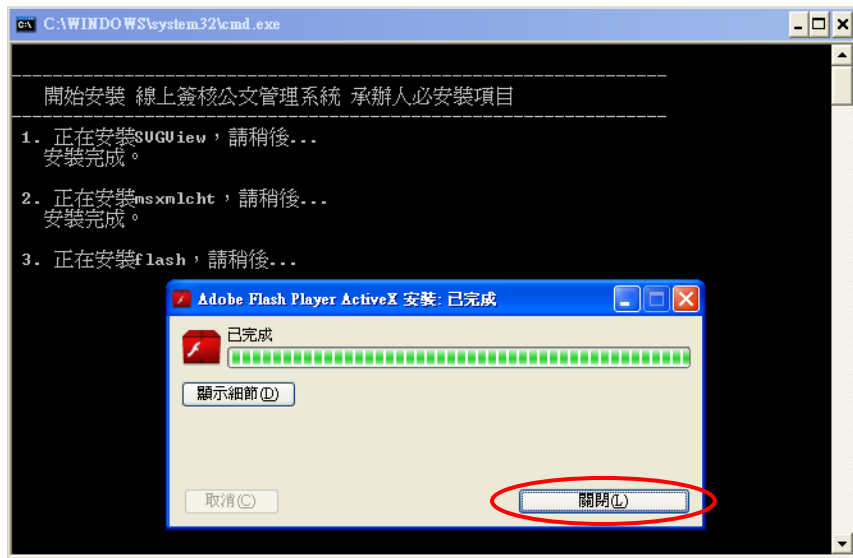 C:\WINDOWS\system32\cmd.exe
開始安裝 線上簽核公文管理系統 承辦人必安裝項目
1. 正在安裝SVGView，請稍後...
安裝完成。
2. 正在安裝msxmlcht，請稍後...
安裝完成。
3. 正在安裝flash，請稍後...
Adobe Flash Player ActiveX 安裝: 已完成
已完成
顯示細節(D)
取消(C)
關閉(L)